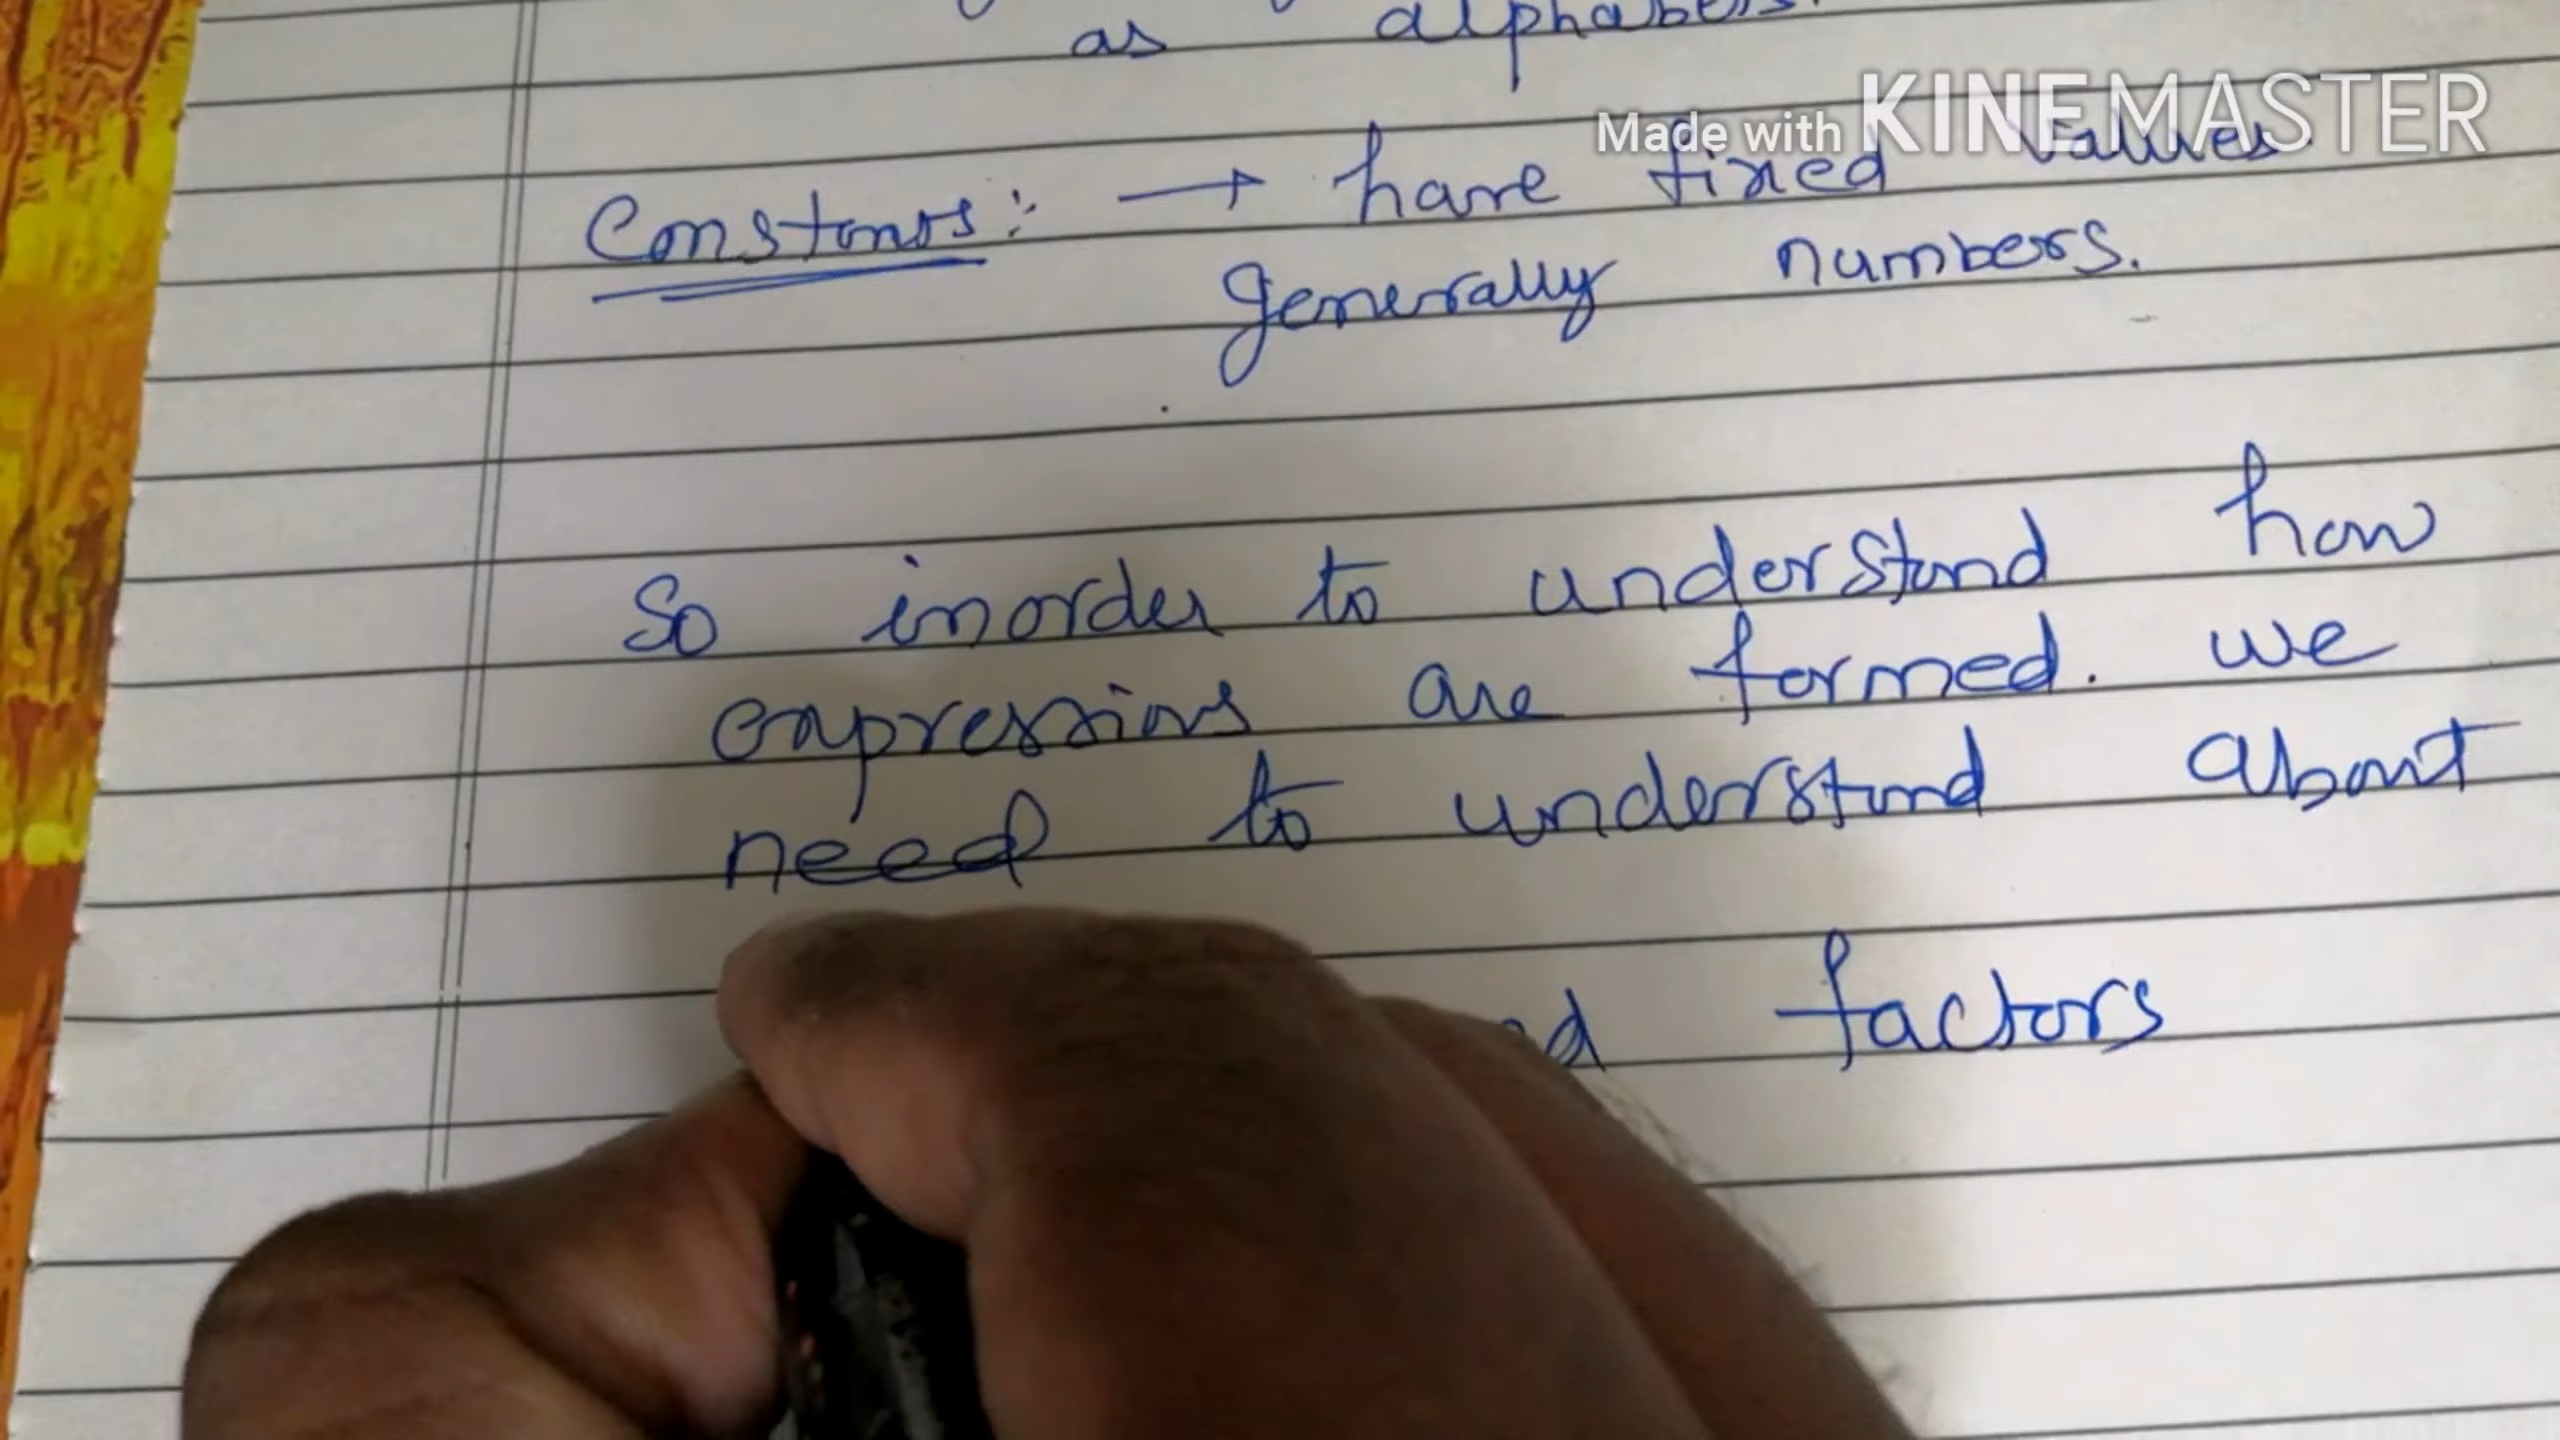 as alphabets.
Made with KINEMASTER
Constants: → have fixed values
generally numbers.
So inorder to understand how
expressions are formed. we
need to understand about
factors